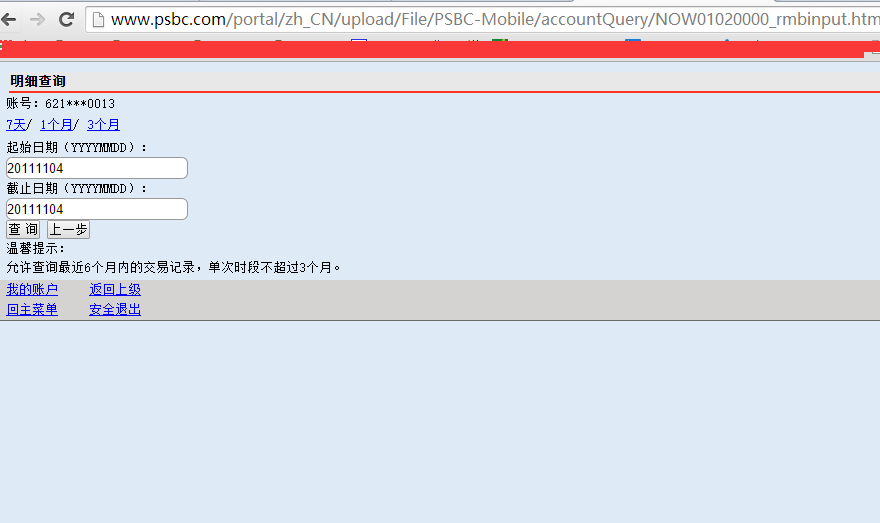 www.psbc.com/portal/zh_CN/upload/File/PSBC-Mobile/accountQuery/NOW01020000_rmbinput.htm
明细查询
账号：621***0013
7天/ 1个月/ 3个月
起始日期（YYYYMMDD）：
20111104
截止日期（YYYYMMDD）：
20111104
查 询 上一步
温馨提示：
允许查询最近6个月内的交易记录，单次时段不超过3个月。
我的账户 返回上级
回主菜单 安全退出